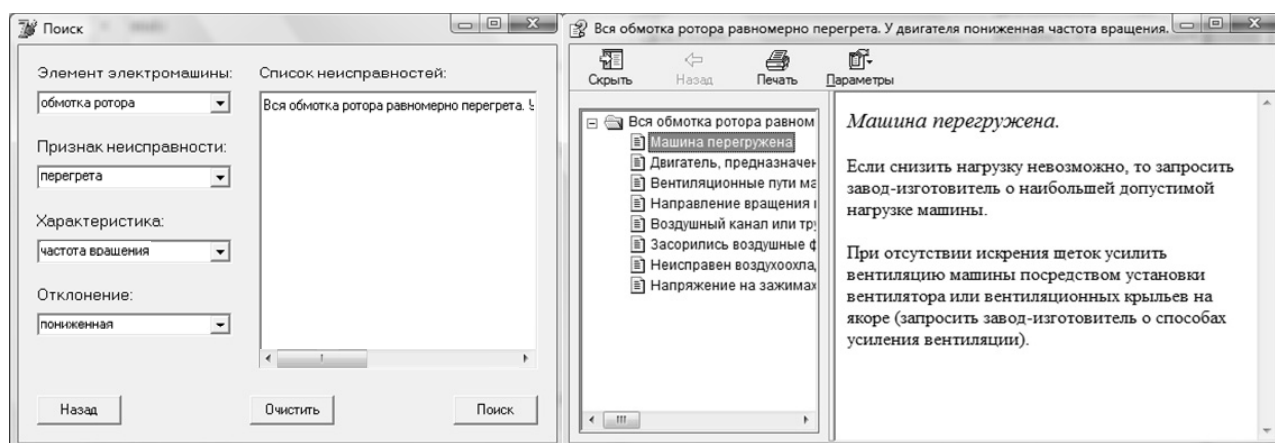 Поиск
Элемент электромашины:
обмотка ротора
Признак неисправности:
перегрета
Характеристика:
частота вращения
Отклонение:
пониженная
Список неисправностей:
Вся обмотка ротора равномерно перегрета.
Назад
Очистить
Поиск
Вся обмотка ротора равномерно перегрета. У двигателя пониженная частота вращения.
Скрыть
Назад
Печать
Параметры
Вся обмотка ротора равном
Машина перегружена
Двигатель, предназначен
Вентиляционные пути ма
Направление вращения
Воздушный канал или тру
Засорились воздушные ф
Неисправен воздухоохла
Напряжение на зажимах
Машина перегружена.
Если снизить нагрузку невозможно, то запросить
завод-изготовитель о наибольшей допустимой
нагрузке машины.
При отсутствии искрения щеток усилить
вентиляцию машины посредством установки
вентилятора или вентиляционных крыльев на
якоре (запросить завод-изготовитель о способах
усиления вентиляции).